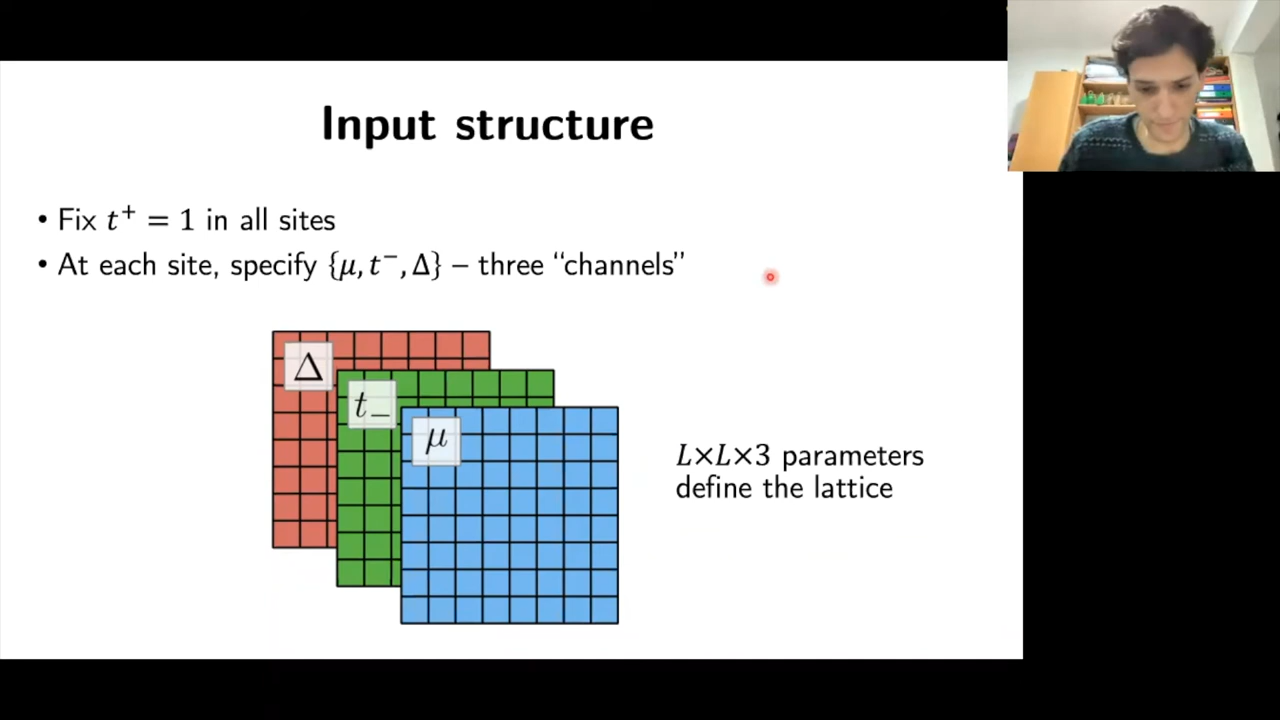 Input structure
• Fix t⁺ = 1 in all sites
• At each site, specify {μ, t⁻, Δ} – three “channels”
Δ
t₋
μ
L×L×3 parameters
define the lattice